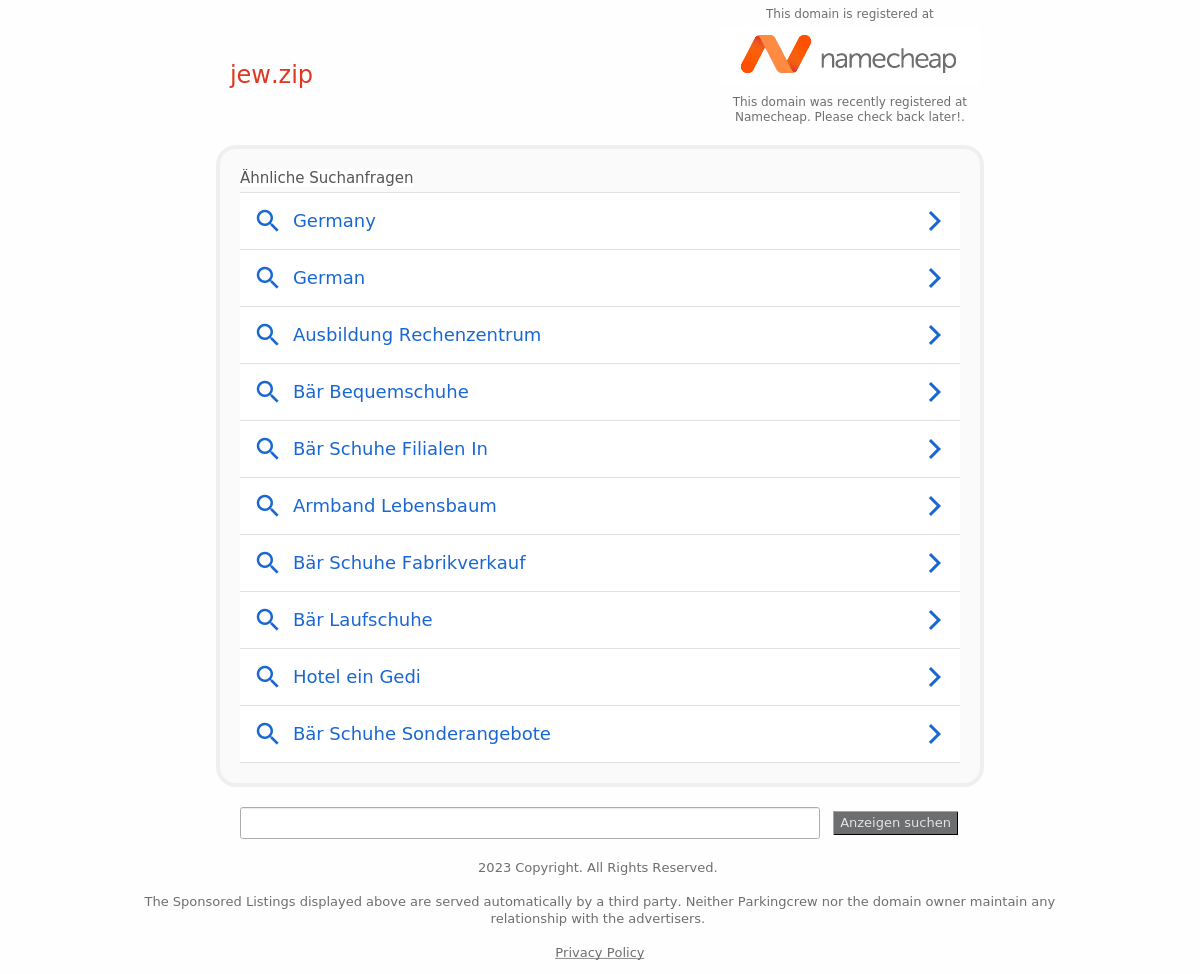 This domain is registered at
namecheap
jew.zip
This domain was recently registered at
Namecheap. Please check back later!.
Ähnliche Suchanfragen
Germany
German
Ausbildung Rechenzentrum
Bär Bequemschuhe
Bär Schuhe Filialen In
Armband Lebensbaum
Bär Schuhe Fabrikverkauf
Bär Laufschuhe
Hotel ein Gedi
Bär Schuhe Sonderangebote
Anzeigen suchen
2023 Copyright. All Rights Reserved.
The Sponsored Listings displayed above are served automatically by a third party. Neither Parkingcrew nor the domain owner maintain any
relationship with the advertisers.
Privacy Policy